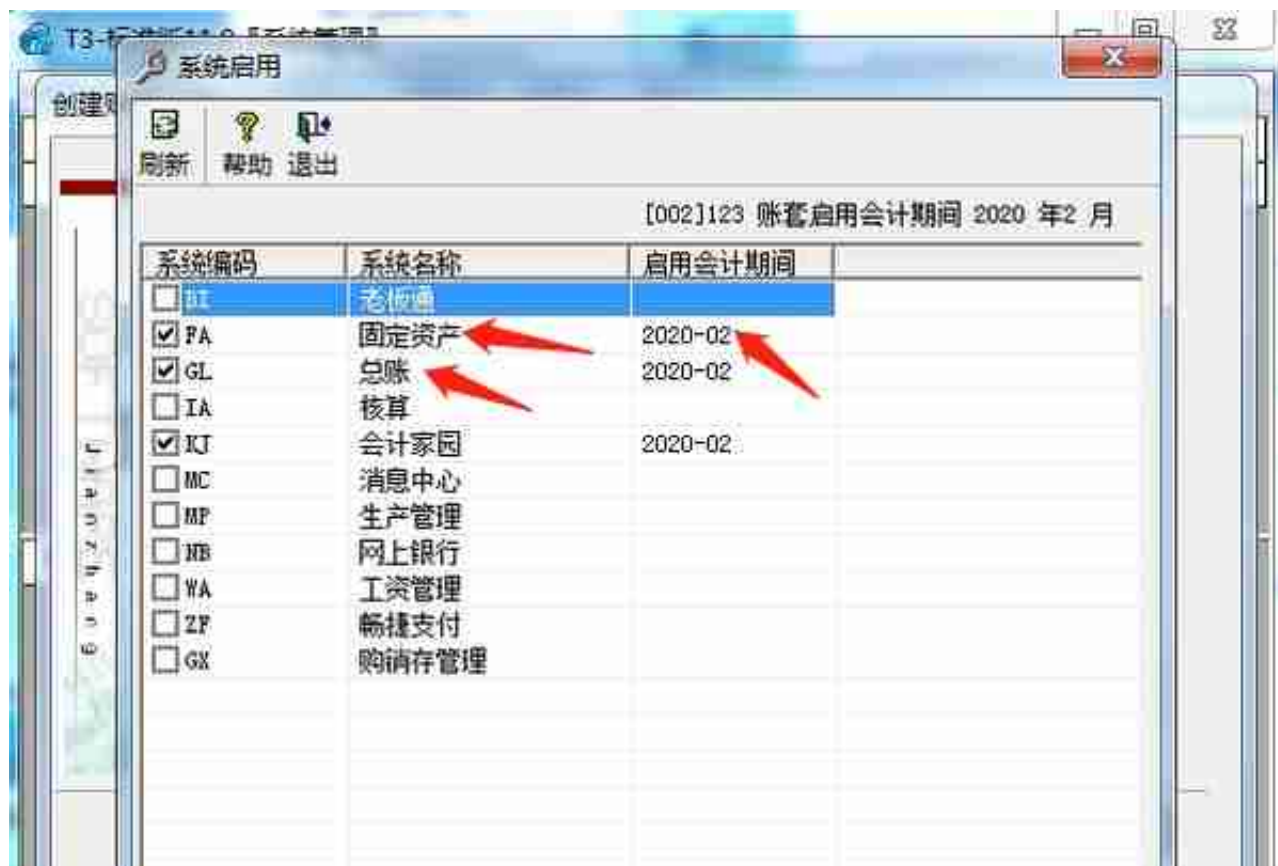 系统启用
创建账
刷新 帮助 退出
[002]123 账套启用会计期间 2020 年2 月
系统编码 系统名称 启用会计期间
BI 老板通
FA 固定资产 2020-02
GL 总账 2020-02
IA 核算
KJ 会计家园 2020-02
MC 消息中心
MP 生产管理
NB 网上银行
WA 工资管理
ZF 畅捷支付
GX 购销存管理
Jianzhang